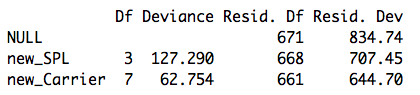 Df Deviance Resid. Df Resid. Dev
NULL 671 834.74
new_SPL 3 127.290 668 707.45
new_Carrier 7 62.754 661 644.70